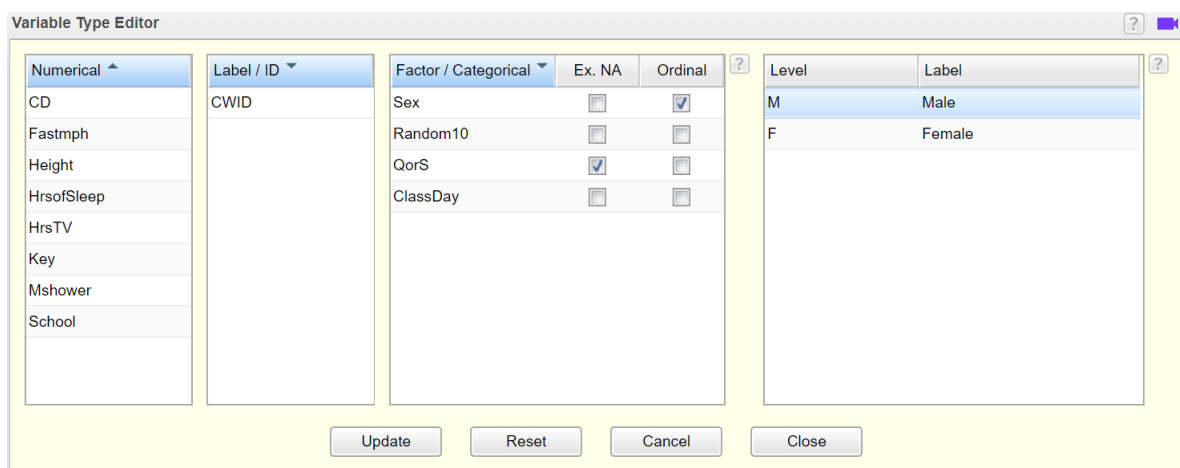 Variable Type Editor ?
Numerical Label / ID Factor / Categorical Ex. NA Ordinal ? Level Label ?
CD CWID Sex M Male
Fastmph Random10 F Female
Height QorS
HrsofSleep ClassDay
HrsTV
Key
Mshower
School
Update Reset Cancel Close